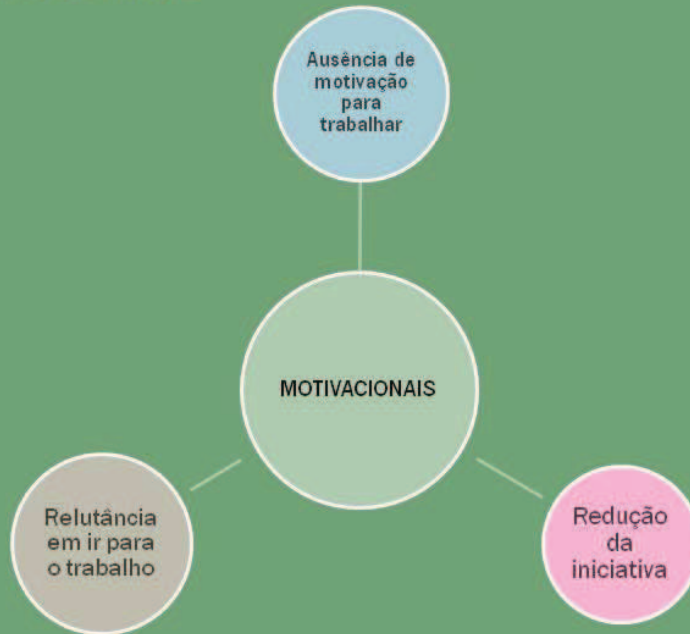 Ausência de
motivação
para
trabalhar
MOTIVACIONAIS
Relutância
em ir para
o trabalho
Redução
da
iniciativa